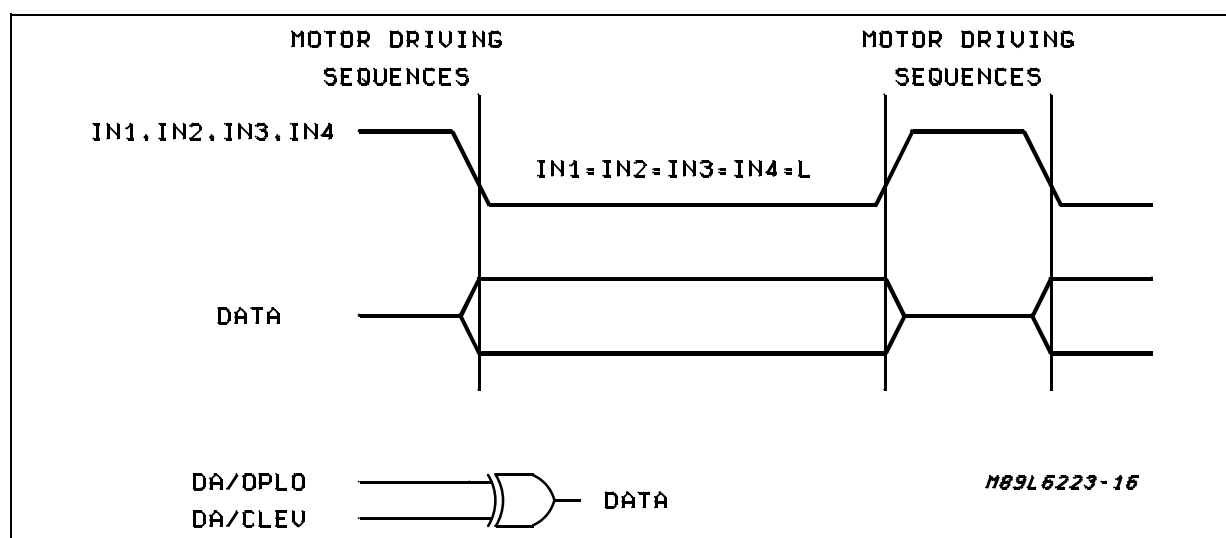 MOTOR DRIVING SEQUENCES
MOTOR DRIVING SEQUENCES
IN1,IN2,IN3,IN4
IN1=IN2=IN3=IN4=L
DATA
DA/OPLO
DA/CLEV
DATA
M89L6223-16